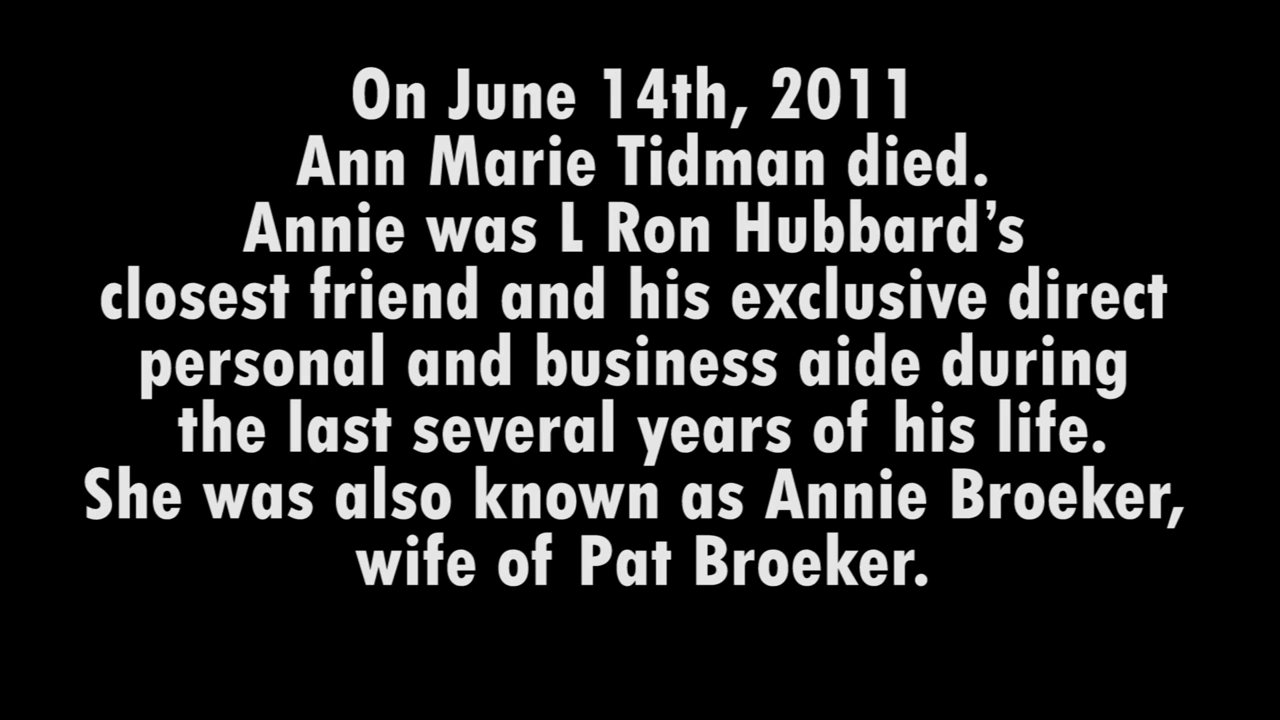 On June 14th, 2011
Ann Marie Tidman died.
Annie was L Ron Hubbard’s
closest friend and his exclusive direct
personal and business aide during
the last several years of his life.
She was also known as Annie Broeker,
wife of Pat Broeker.